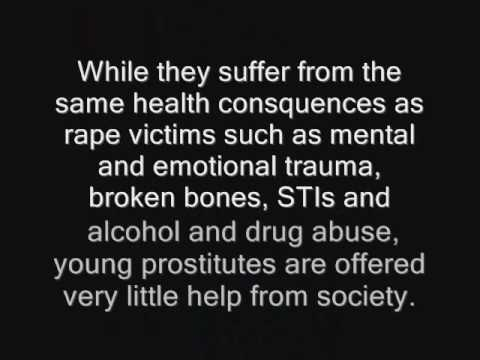 While they suffer from the
same health consquences as
rape victims such as mental
and emotional trauma,
broken bones, STIs and
alcohol and drug abuse,
young prostitutes are offered
very little help from society.